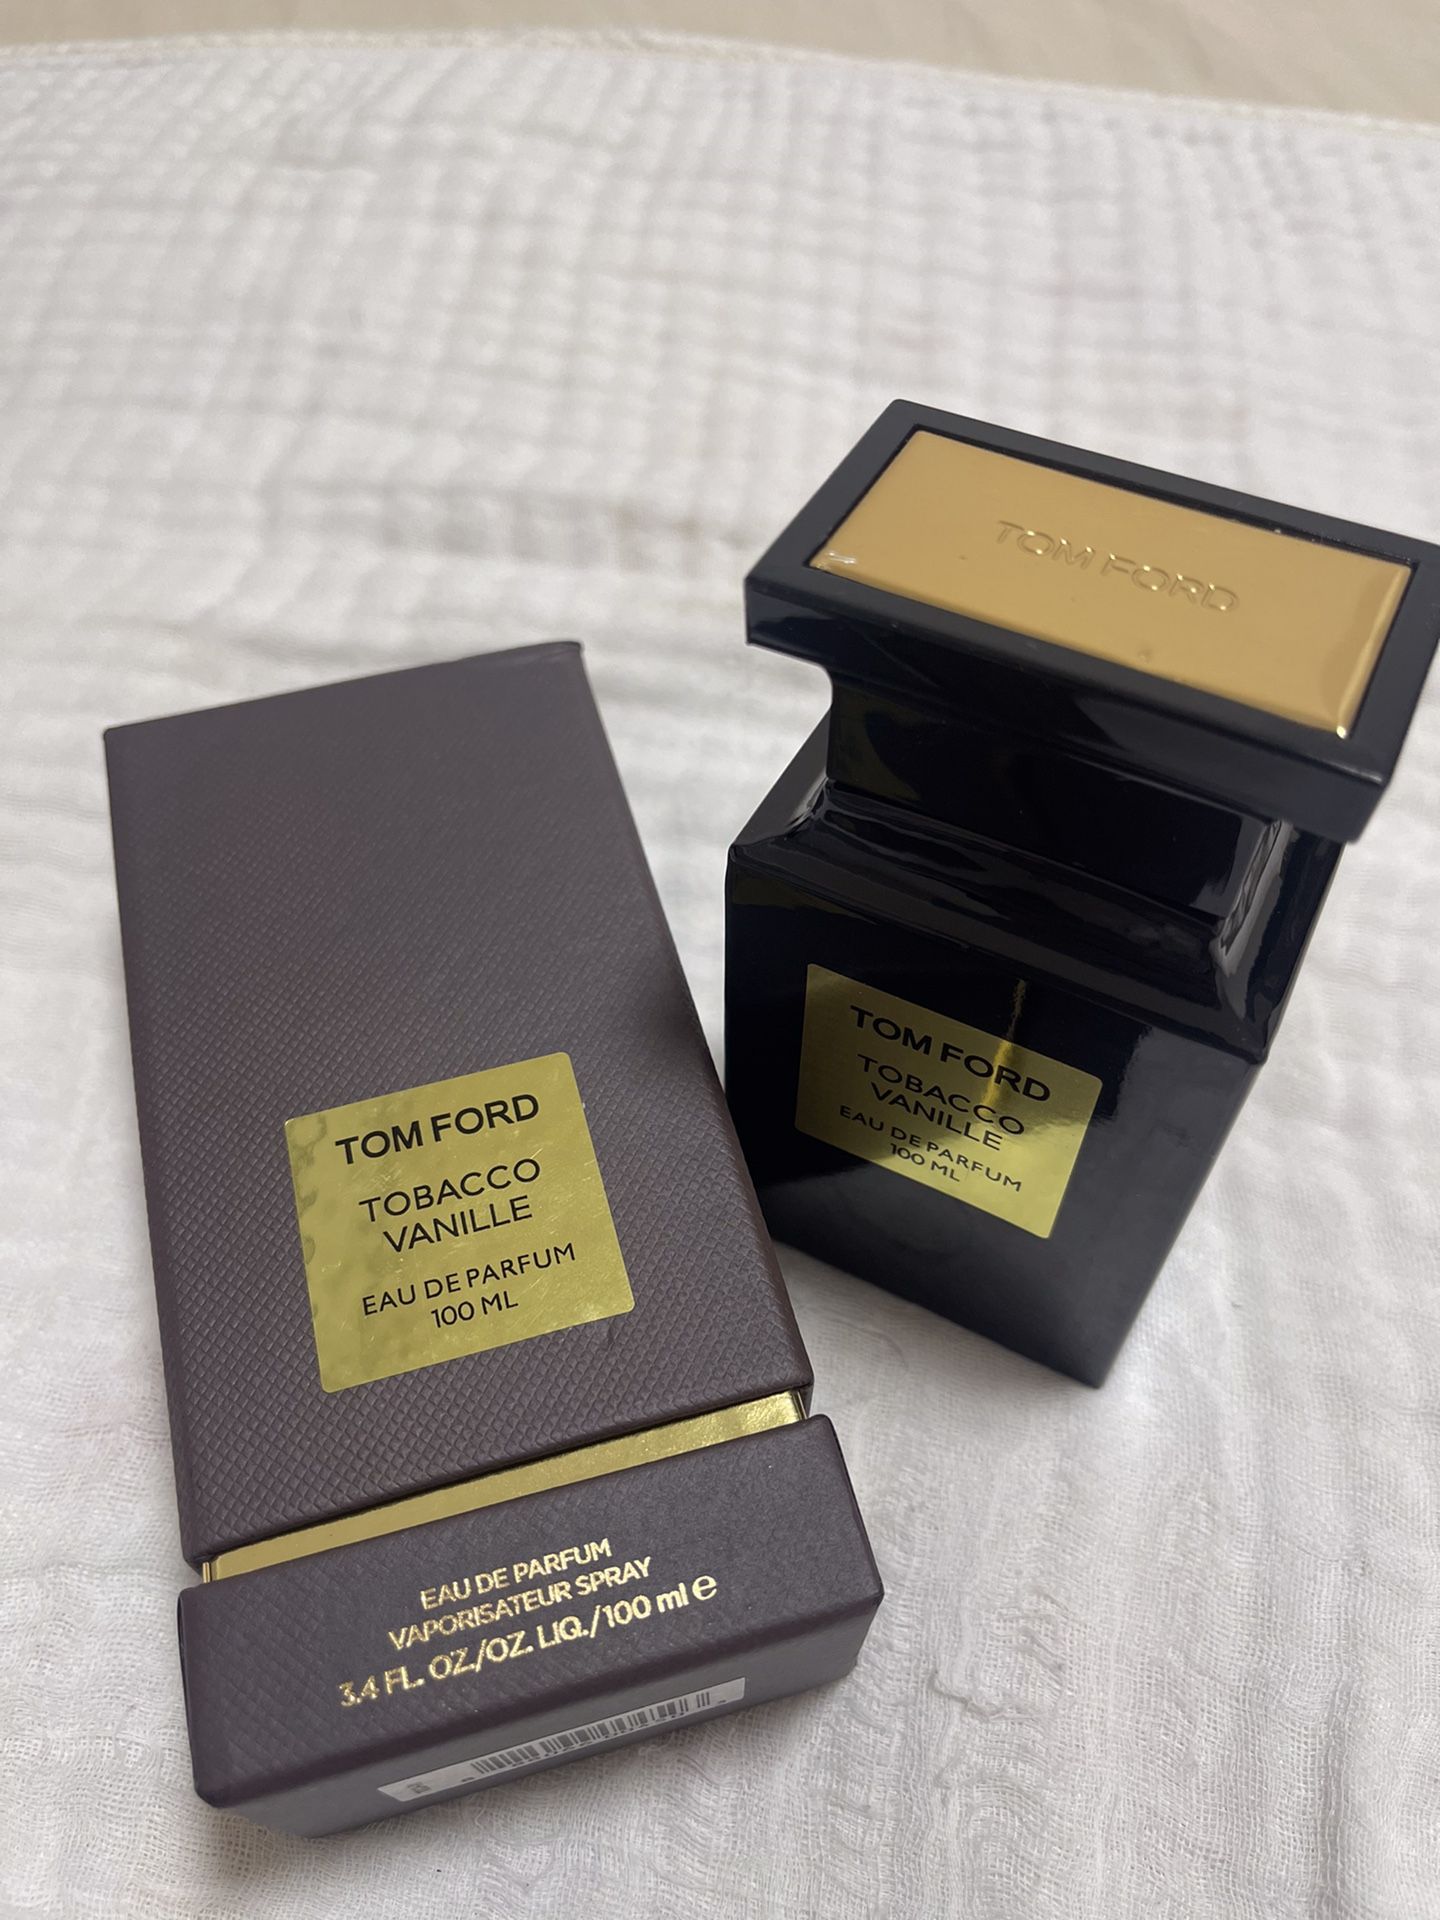 TOM FORD
TOM FORD
TOBACCO
VANILLE
EAU DE PARFUM
100 ML
TOM FORD
TOBACCO
VANILLE
EAU DE PARFUM
100 ML
EAU DE PARFUM
VAPORISATEUR SPRAY
3.4 FL. OZ./OZ. LIQ./100 ml e